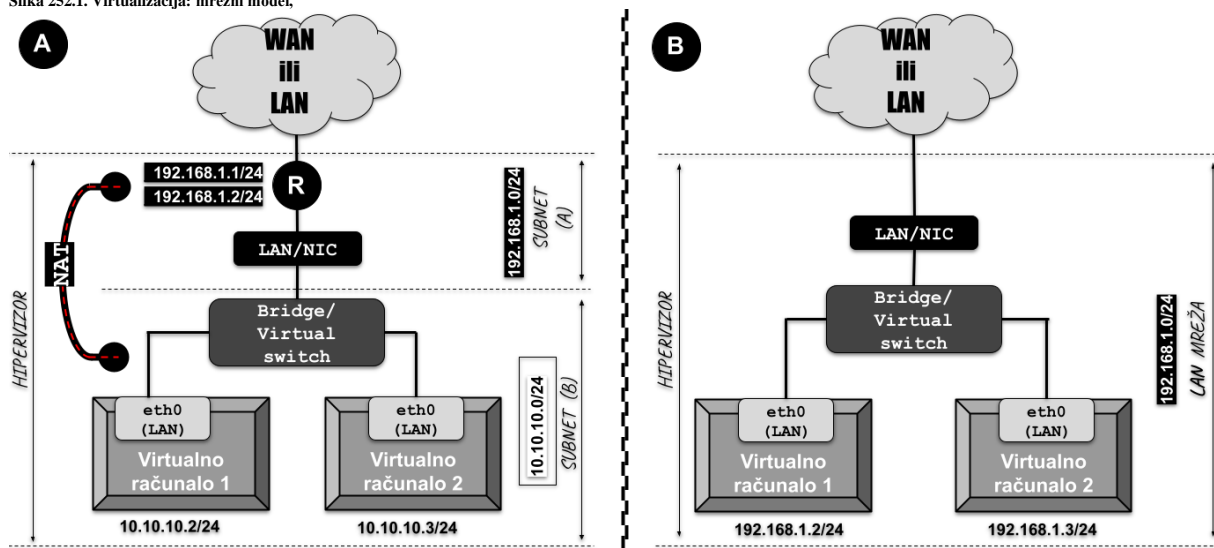 Slika 252.1. Virtualizacija: mrežni model,
A
WAN
ili
LAN
192.168.1.1/24
192.168.1.2/24
R
NAT
LAN/NIC
192.168.1.0/24
SUBNET
(A)
HIPERVIZOR
Bridge/
Virtual
switch
10.10.10.0/24
SUBNET (B)
eth0
(LAN)
Virtualno
računalo 1
10.10.10.2/24
eth0
(LAN)
Virtualno
računalo 2
10.10.10.3/24
B
WAN
ili
LAN
LAN/NIC
HIPERVIZOR
Bridge/
Virtual
switch
192.168.1.0/24
LAN MREŽA
eth0
(LAN)
Virtualno
računalo 1
192.168.1.2/24
eth0
(LAN)
Virtualno
računalo 2
192.168.1.3/24